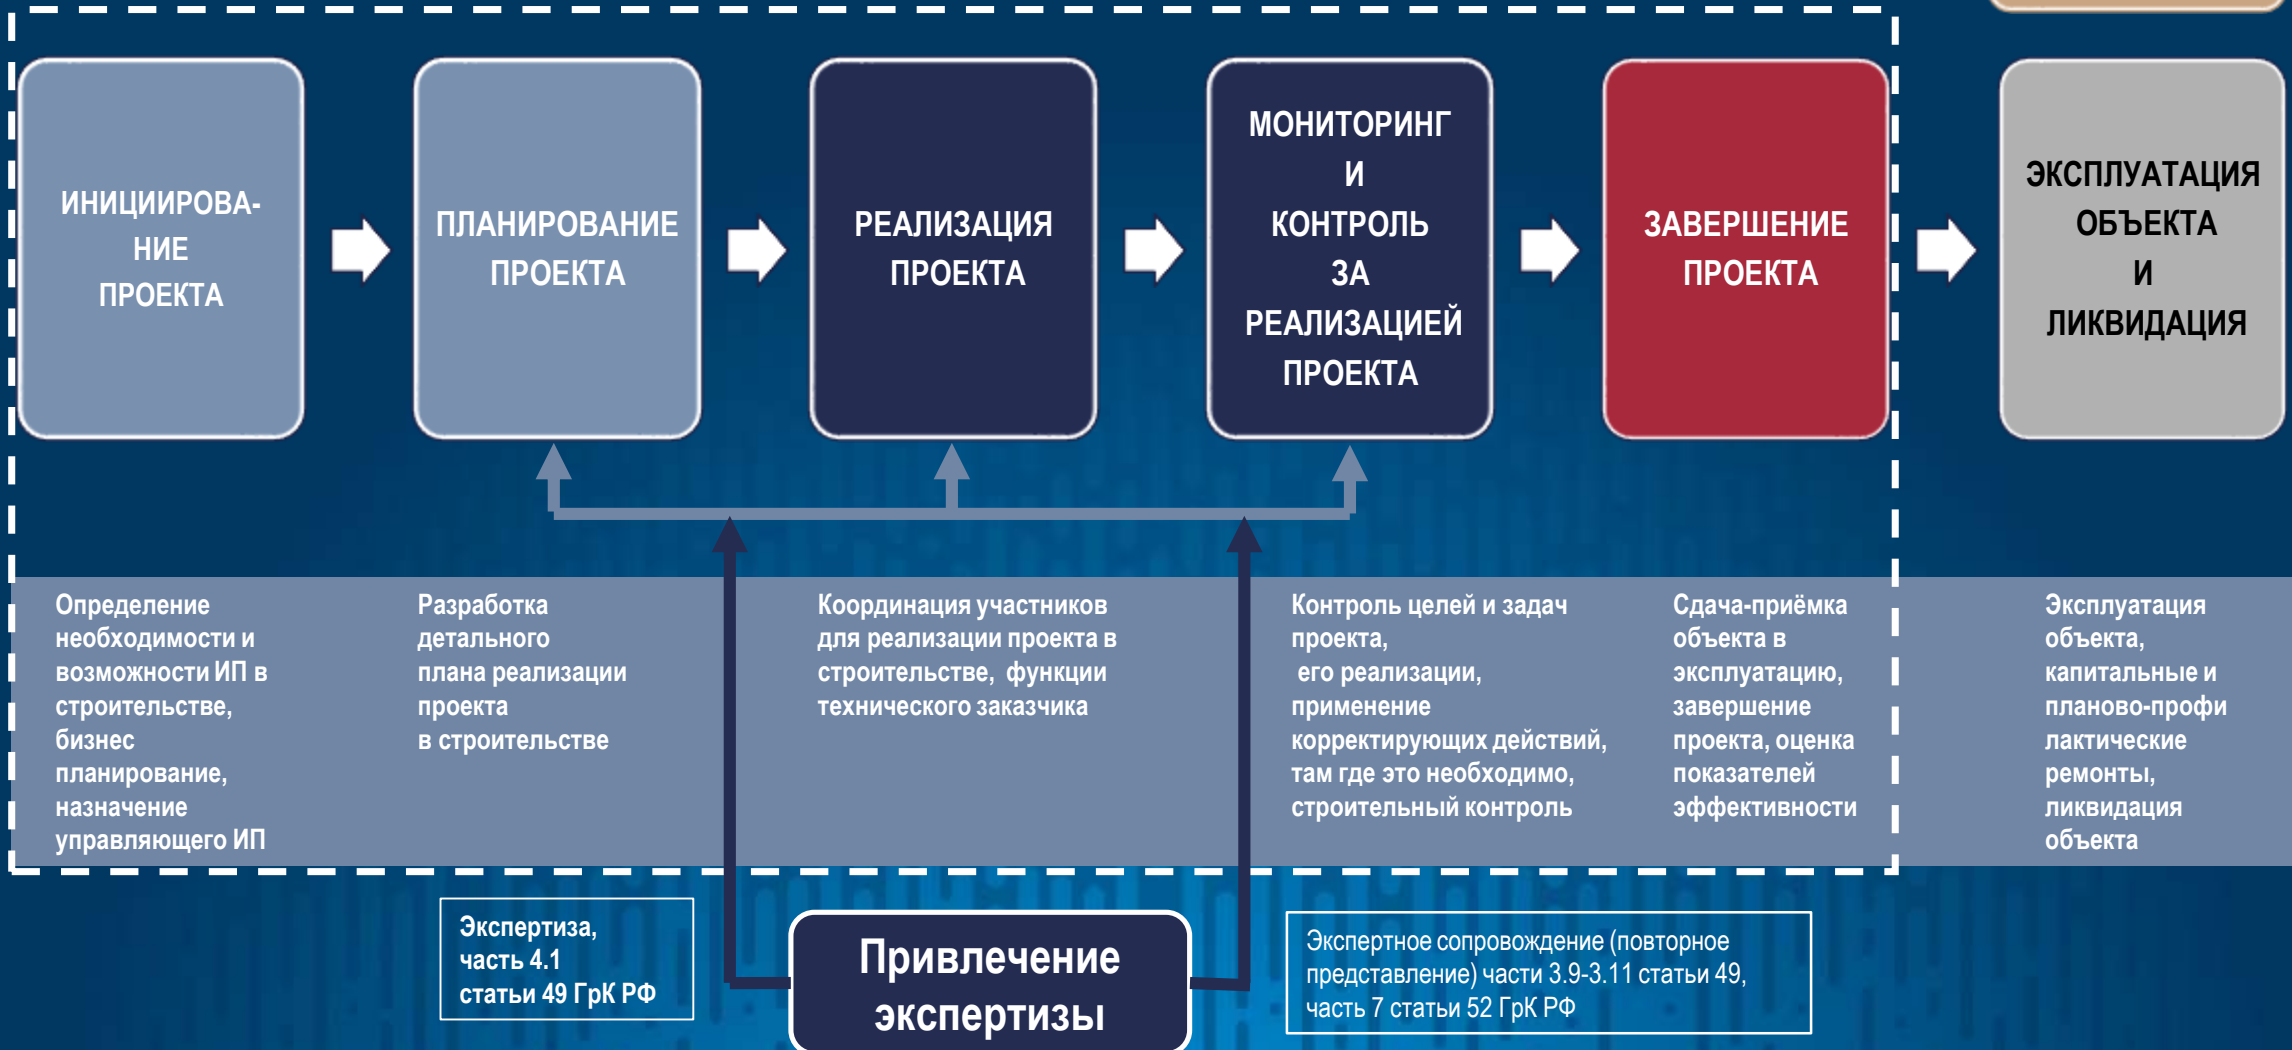 ИНИЦИИРОВА-
НИЕ
ПРОЕКТА
ПЛАНИРОВАНИЕ
ПРОЕКТА
РЕАЛИЗАЦИЯ
ПРОЕКТА
МОНИТОРИНГ
И
КОНТРОЛЬ
ЗА
РЕАЛИЗАЦИЕЙ
ПРОЕКТА
ЗАВЕРШЕНИЕ
ПРОЕКТА
ЭКСПЛУАТАЦИЯ
ОБЪЕКТА
И
ЛИКВИДАЦИЯ
Определение
необходимости и
возможности ИП в
строительстве,
бизнес
планирование,
назначение
управляющего ИП
Разработка
детального
плана реализации
проекта
в строительстве
Координация участников
для реализации проекта в
строительстве, функции
технического заказчика
Контроль целей и задач
проекта,
его реализации,
применение
корректирующих действий,
там где это необходимо,
строительный контроль
Сдача-приёмка
объекта в
эксплуатацию,
завершение
проекта, оценка
показателей
эффективности
Эксплуатация
объекта,
капитальные и
планово-профи
лактические
ремонты,
ликвидация
объекта
Экспертиза,
часть 4.1
статьи 49 ГрК РФ
Привлечение
экспертизы
Экспертное сопровождение (повторное
представление) части 3.9-3.11 статьи 49,
часть 7 статьи 52 ГрК РФ